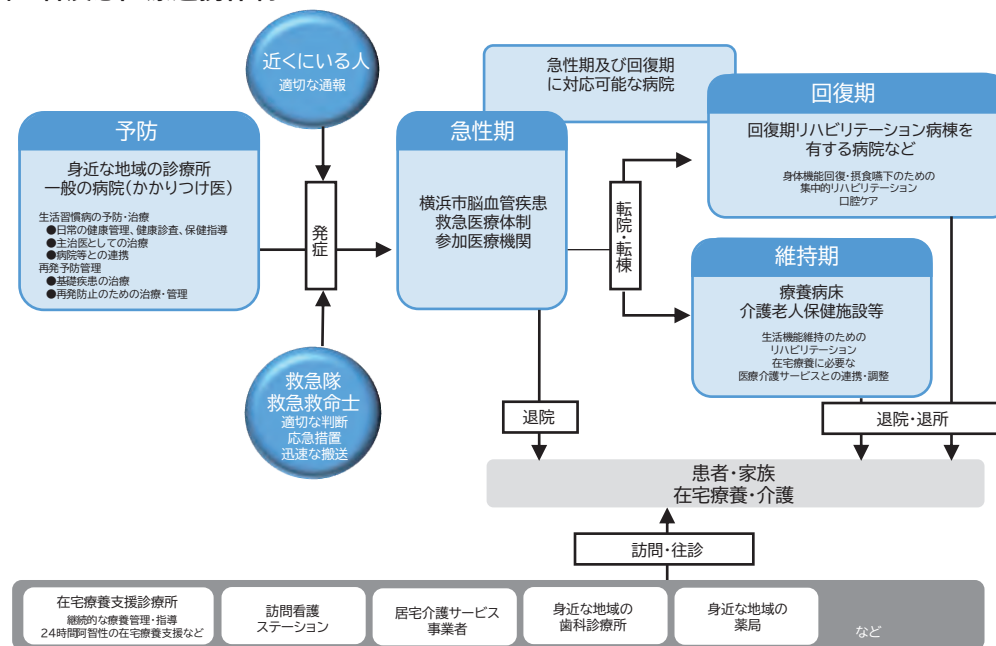 近くにいる人
適切な通報
予防
身近な地域の診療所
一般の病院(かかりつけ医)
生活習慣病の予防・治療
●日常の健康管理、健康診査、保健指導
●主治医としての治療
●病院等との連携
再発予防管理
●基礎疾患の治療
●再発防止のための治療・管理
発症
救急隊
救急救命士
適切な判断
応急措置
迅速な搬送
急性期及び回復期
に対応可能な病院
急性期
横浜市脳血管疾患
救急医療体制
参加医療機関
転院・転棟
回復期
回復期リハビリテーション病棟を
有する病院など
身体機能回復・摂食嚥下のための
集中的リハビリテーション
口腔ケア
維持期
療養病床
介護老人保健施設等
生活機能維持のための
リハビリテーション
在宅療養に必要な
医療介護サービスとの連携・調整
退院
退院・退所
患者・家族
在宅療養・介護
訪問・往診
在宅療養支援診療所
継続的な療養管理・指導
24時間阿智性の在宅療養支援など
訪問看護
ステーション
居宅介護サービス
事業者
身近な地域の
歯科診療所
身近な地域の
薬局
など